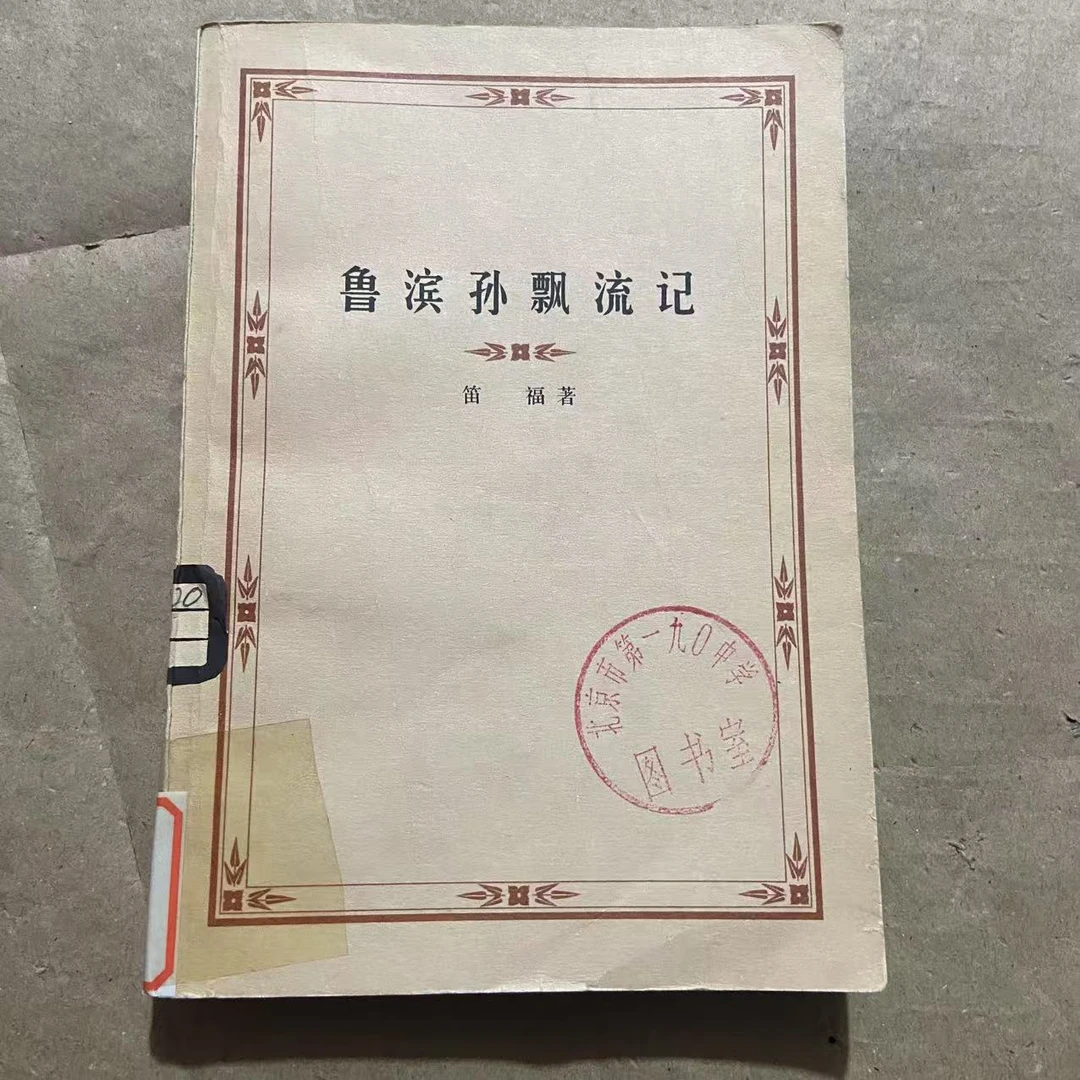 鲁滨孙飘流记
笛 福著
北京市第一九〇中学
图书室